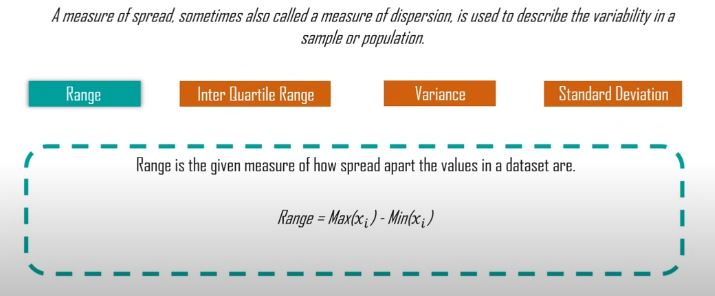 A measure of spread, sometimes also called a measure of dispersion, is used to describe the variability in a
sample or population.
Range
Inter Quartile Range
Variance
Standard Deviation
Range is the given measure of how spread apart the values in a dataset are.
Range = Max(xᵢ) - Min(xᵢ)